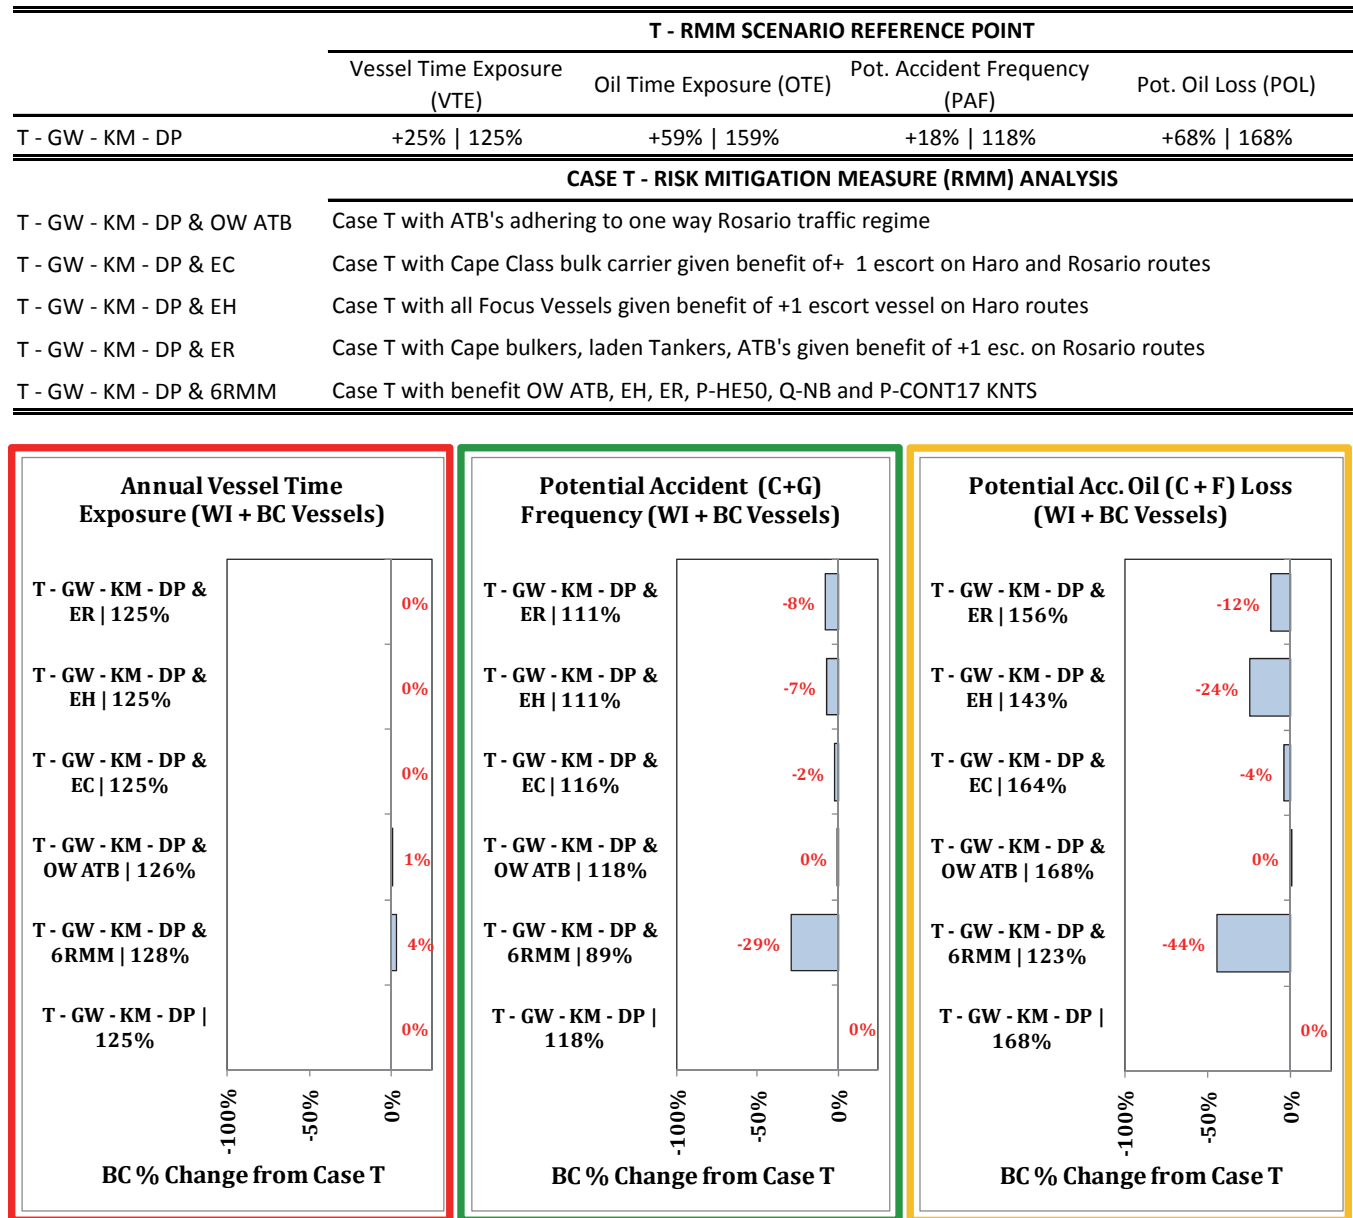 T - RMM SCENARIO REFERENCE POINT
Vessel Time Exposure (VTE)
Oil Time Exposure (OTE)
Pot. Accident Frequency (PAF)
Pot. Oil Loss (POL)
T - GW - KM - DP +25% | 125% +59% | 159% +18% | 118% +68% | 168%
CASE T - RISK MITIGATION MEASURE (RMM) ANALYSIS
T - GW - KM - DP & OW ATB Case T with ATB's adhering to one way Rosario traffic regime
T - GW - KM - DP & EC Case T with Cape Class bulk carrier given benefit of+ 1 escort on Haro and Rosario routes
T - GW - KM - DP & EH Case T with all Focus Vessels given benefit of +1 escort vessel on Haro routes
T - GW - KM - DP & ER Case T with Cape bulkers, laden Tankers, ATB's given benefit of +1 esc. on Rosario routes
T - GW - KM - DP & 6RMM Case T with benefit OW ATB, EH, ER, P-HE50, Q-NB and P-CONT17 KNTS
Annual Vessel Time
Exposure (WI + BC Vessels)
T - GW - KM - DP &
ER | 125%
0%
T - GW - KM - DP &
EH | 125%
0%
T - GW - KM - DP &
EC | 125%
0%
T - GW - KM - DP &
OW ATB | 126%
1%
T - GW - KM - DP &
6RMM | 128%
4%
T - GW - KM - DP |
125%
0%
-100%
-50%
0%
BC % Change from Case T
Potential Accident (C+G)
Frequency (WI + BC Vessels)
T - GW - KM - DP &
ER | 111%
-8%
T - GW - KM - DP &
EH | 111%
-7%
T - GW - KM - DP &
EC | 116%
-2%
T - GW - KM - DP &
OW ATB | 118%
0%
T - GW - KM - DP &
6RMM | 89%
-29%
T - GW - KM - DP |
118%
0%
-100%
-50%
0%
BC % Change from Case T
Potential Acc. Oil (C + F) Loss
(WI + BC Vessels)
T - GW - KM - DP &
ER | 156%
-12%
T - GW - KM - DP &
EH | 143%
-24%
T - GW - KM - DP &
EC | 164%
-4%
T - GW - KM - DP &
OW ATB | 168%
0%
T - GW - KM - DP &
6RMM | 123%
-44%
T - GW - KM - DP |
168%
0%
-100%
-50%
0%
BC % Change from Case T